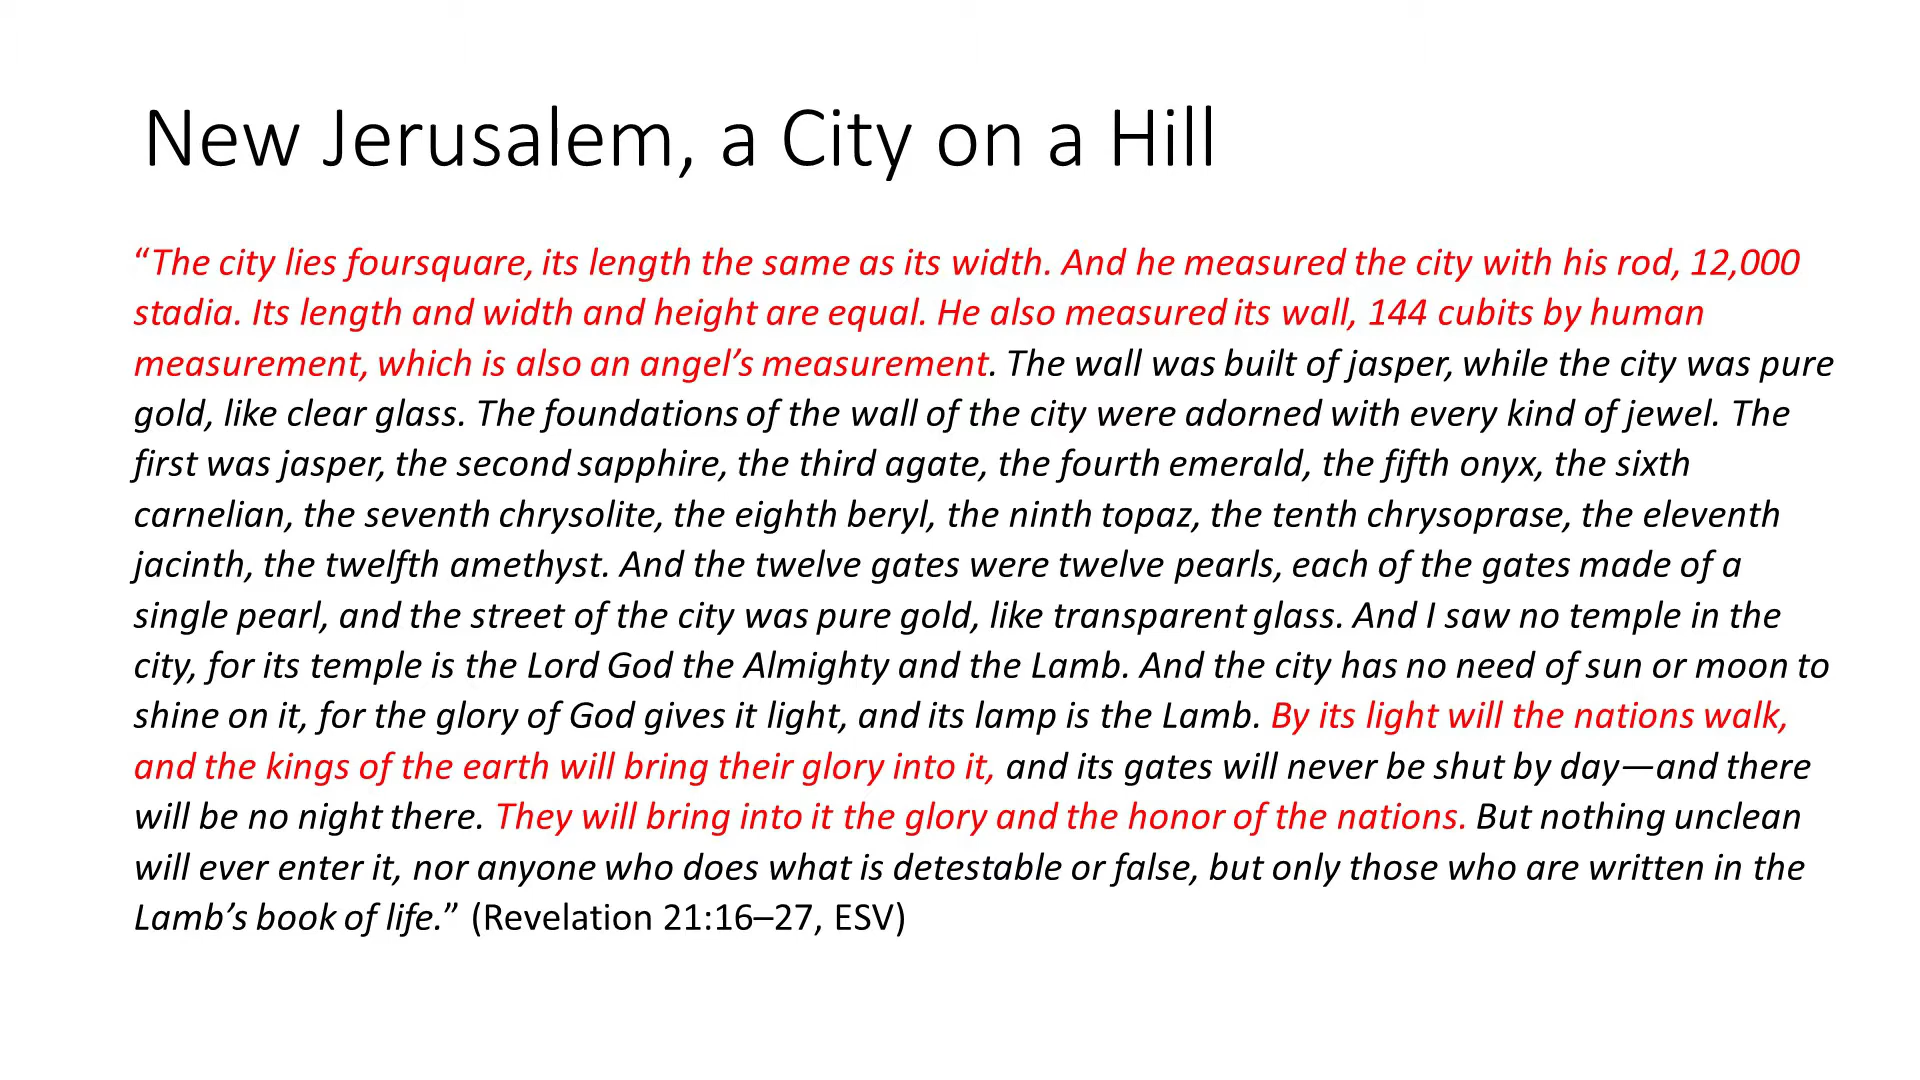 New Jerusalem, a City on a Hill
“The city lies foursquare, its length the same as its width. And he measured the city with his rod, 12,000
stadia. Its length and width and height are equal. He also measured its wall, 144 cubits by human
measurement, which is also an angel’s measurement. The wall was built of jasper, while the city was pure
gold, like clear glass. The foundations of the wall of the city were adorned with every kind of jewel. The
first was jasper, the second sapphire, the third agate, the fourth emerald, the fifth onyx, the sixth
carnelian, the seventh chrysolite, the eighth beryl, the ninth topaz, the tenth chrysoprase, the eleventh
jacinth, the twelfth amethyst. And the twelve gates were twelve pearls, each of the gates made of a
single pearl, and the street of the city was pure gold, like transparent glass. And I saw no temple in the
city, for its temple is the Lord God the Almighty and the Lamb. And the city has no need of sun or moon to
shine on it, for the glory of God gives it light, and its lamp is the Lamb. By its light will the nations walk,
and the kings of the earth will bring their glory into it, and its gates will never be shut by day—and there
will be no night there. They will bring into it the glory and the honor of the nations. But nothing unclean
will ever enter it, nor anyone who does what is detestable or false, but only those who are written in the
Lamb’s book of life.” (Revelation 21:16–27, ESV)